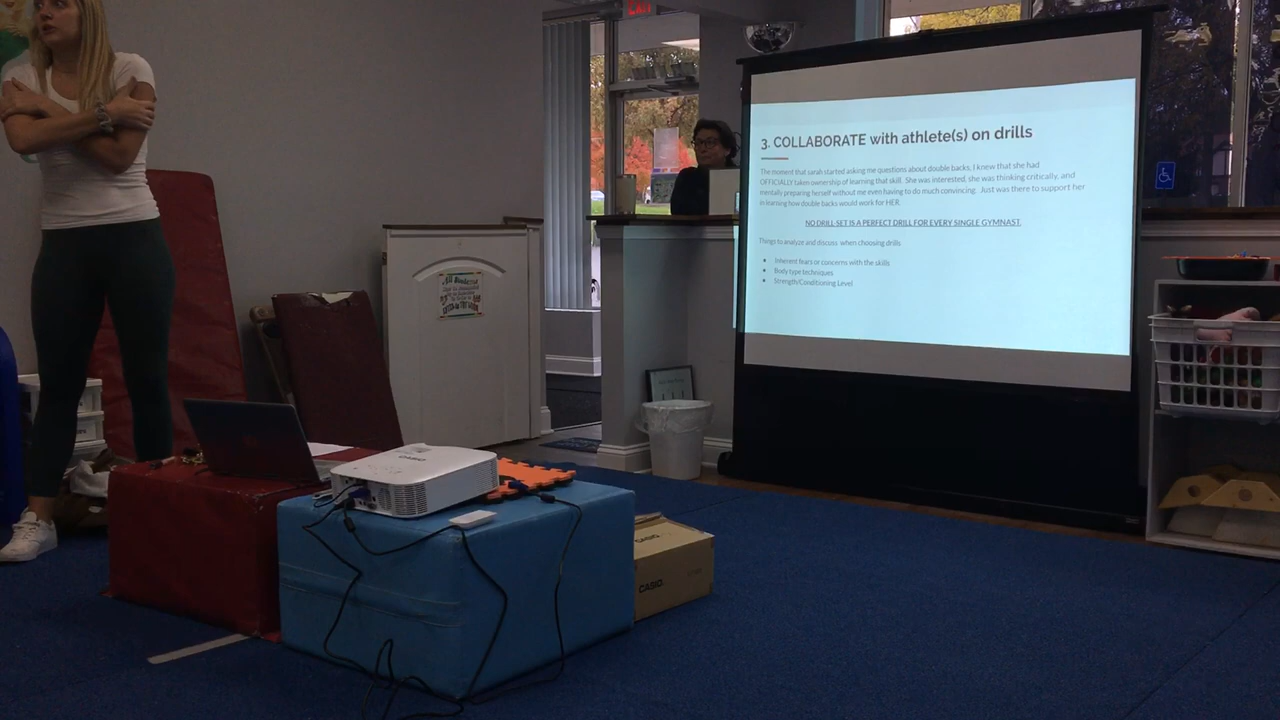 EXIT
3. COLLABORATE with athlete(s) on drills
The moment that sarah started asking me questions about double backs, I knew that she had
OFFICIALLY taken ownership of learning that skill. She was interested, she was thinking critically, and
mentally preparing herself without me even having to do much convincing. Just was there to support her
in learning how double backs would work for HER.
NO DRILL-SET IS A PERFECT DRILL FOR EVERY SINGLE GYMNAST.
Things to analyze and discuss when choosing drills
Inherent fears or concerns with the skills
Body type techniques
Strength/Conditioning Level
CASIO
CASIO